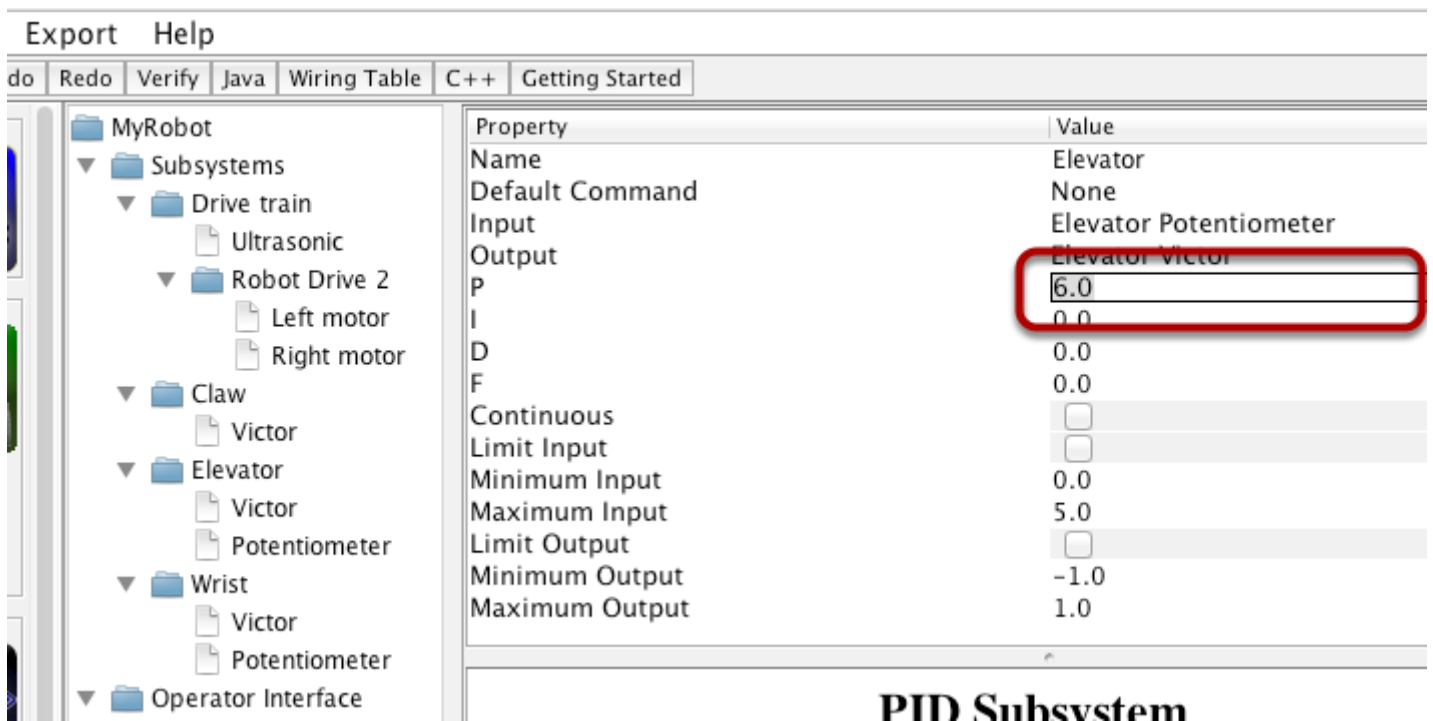 Export Help
do Redo Verify Java Wiring Table C++ Getting Started
MyRobot
Subsystems
Drive train
Ultrasonic
Robot Drive 2
Left motor
Right motor
Claw
Victor
Elevator
Victor
Potentiometer
Wrist
Victor
Potentiometer
Operator Interface
Property Value
Name Elevator
Default Command None
Input Elevator Potentiometer
Output Elevator Victor
P 6.0
I 0.0
D 0.0
F 0.0
Continuous
Limit Input
Minimum Input 0.0
Maximum Input 5.0
Limit Output
Minimum Output -1.0
Maximum Output 1.0
PID Subsystem